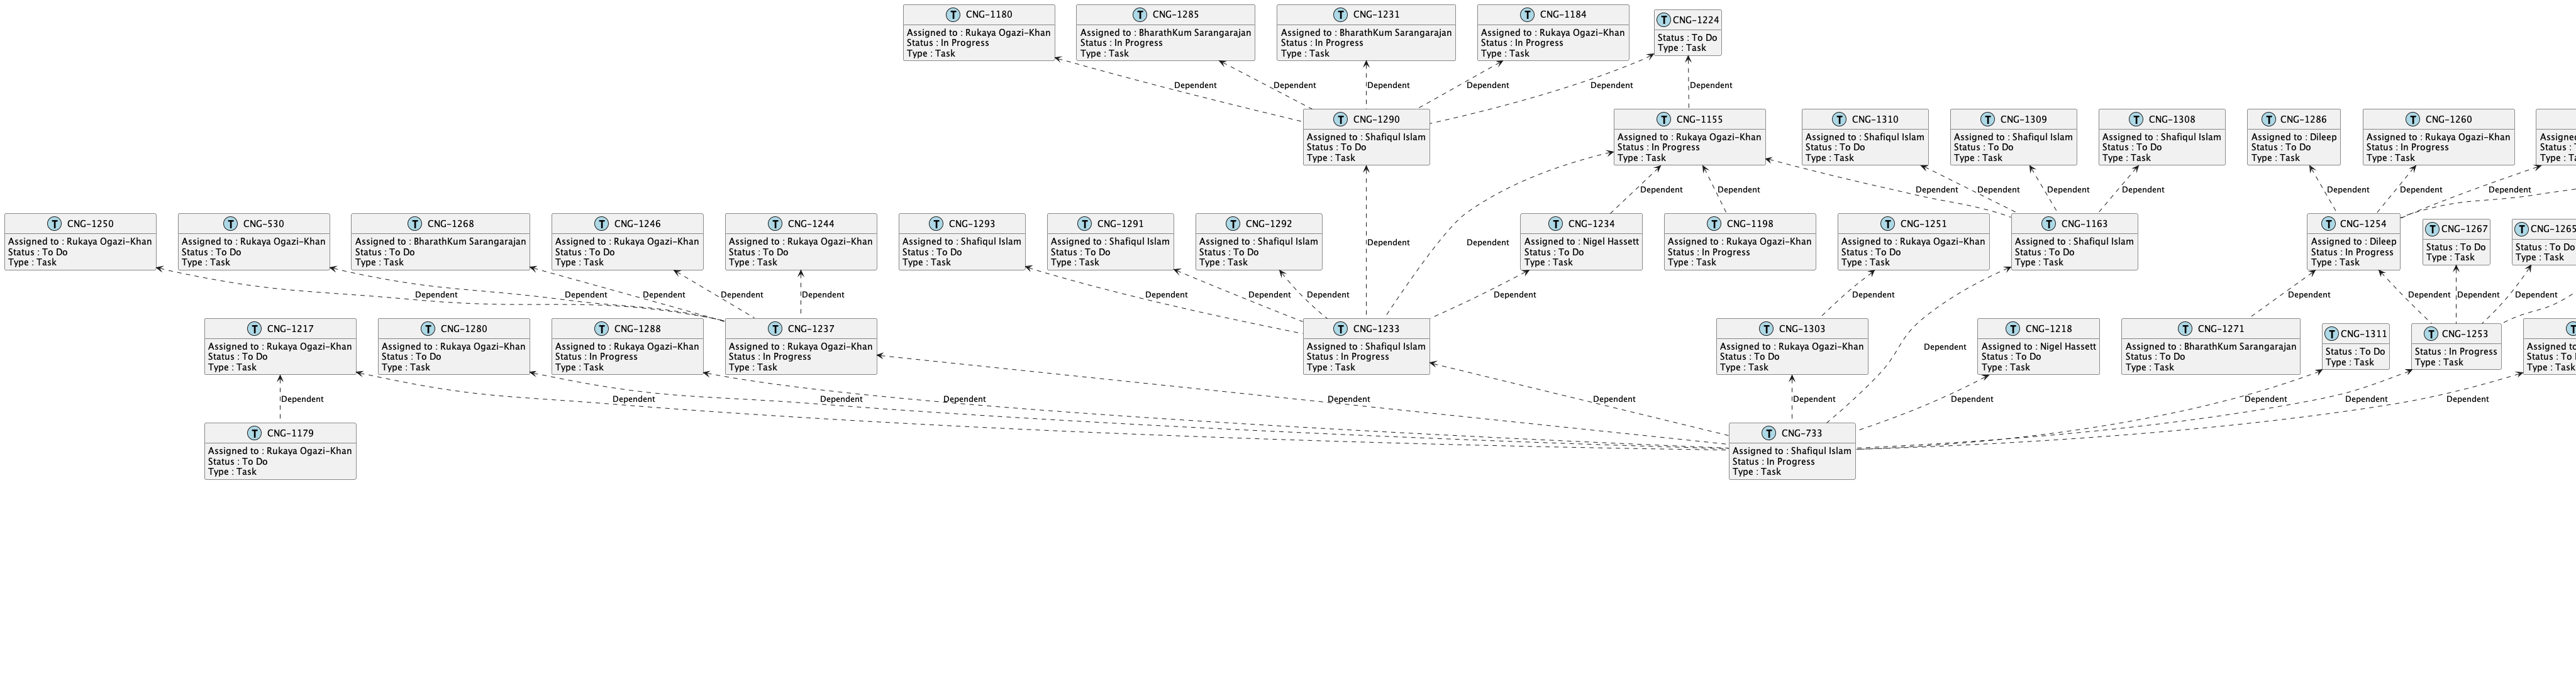 T CNG-1180
Assigned to : Rukaya Ogazi-Khan
Status : In Progress
Type : Task
T CNG-1285
Assigned to : BharathKum Sarangarajan
Status : In Progress
Type : Task
T CNG-1231
Assigned to : BharathKum Sarangarajan
Status : In Progress
Type : Task
T CNG-1184
Assigned to : Rukaya Ogazi-Khan
Status : In Progress
Type : Task
T CNG-1224
Status : To Do
Type : Task
Dependent
Dependent
Dependent
Dependent
Dependent
Dependent
T CNG-1290
Assigned to : Shafiqul Islam
Status : To Do
Type : Task
T CNG-1155
Assigned to : Rukaya Ogazi-Khan
Status : In Progress
Type : Task
T CNG-1310
Assigned to : Shafiqul Islam
Status : To Do
Type : Task
T CNG-1309
Assigned to : Shafiqul Islam
Status : To Do
Type : Task
T CNG-1308
Assigned to : Shafiqul Islam
Status : To Do
Type : Task
T CNG-1286
Assigned to : Dileep
Status : To Do
Type : Task
T CNG-1260
Assigned to : Rukaya Ogazi-Khan
Status : In Progress
Type : Task
Dependent
Dependent
Dependent
Dependent
Dependent
Dependent
Dependent
Dependent
T CNG-1250
Assigned to : Rukaya Ogazi-Khan
Status : To Do
Type : Task
T CNG-530
Assigned to : Rukaya Ogazi-Khan
Status : To Do
Type : Task
T CNG-1268
Assigned to : BharathKum Sarangarajan
Status : To Do
Type : Task
T CNG-1246
Assigned to : Rukaya Ogazi-Khan
Status : To Do
Type : Task
T CNG-1244
Assigned to : Rukaya Ogazi-Khan
Status : To Do
Type : Task
T CNG-1293
Assigned to : Shafiqul Islam
Status : To Do
Type : Task
T CNG-1291
Assigned to : Shafiqul Islam
Status : To Do
Type : Task
T CNG-1292
Assigned to : Shafiqul Islam
Status : To Do
Type : Task
Dependent
Dependent
T CNG-1234
Assigned to : Nigel Hassett
Status : To Do
Type : Task
T CNG-1198
Assigned to : Rukaya Ogazi-Khan
Status : In Progress
Type : Task
T CNG-1251
Assigned to : Rukaya Ogazi-Khan
Status : To Do
Type : Task
T CNG-1163
Assigned to : Shafiqul Islam
Status : To Do
Type : Task
T CNG-1254
Assigned to : Dileep
Status : In Progress
Type : Task
T CNG-1267
Status : To Do
Type : Task
T CNG-1265
Status : To Do
Type : Task
Dependent
Dependent
Dependent
Dependent
Dependent
Dependent
Dependent
Dependent
Dependent
Dependent
Dependent
Dependent
Dependent
Dependent
T CNG-1217
Assigned to : Rukaya Ogazi-Khan
Status : To Do
Type : Task
T CNG-1280
Assigned to : Rukaya Ogazi-Khan
Status : To Do
Type : Task
T CNG-1288
Assigned to : Rukaya Ogazi-Khan
Status : In Progress
Type : Task
T CNG-1237
Assigned to : Rukaya Ogazi-Khan
Status : In Progress
Type : Task
T CNG-1233
Assigned to : Shafiqul Islam
Status : In Progress
Type : Task
T CNG-1303
Assigned to : Rukaya Ogazi-Khan
Status : To Do
Type : Task
Dependent
T CNG-1218
Assigned to : Nigel Hassett
Status : To Do
Type : Task
T CNG-1271
Assigned to : BharathKum Sarangarajan
Status : To Do
Type : Task
T CNG-1311
Status : To Do
Type : Task
T CNG-1253
Status : In Progress
Type : Task
Assigned to
Type : Task
Dependent
Dependent
Dependent
Dependent
Dependent
Dependent
Dependent
Dependent
Dependent
Dependent
Dependent
T CNG-1179
Assigned to : Rukaya Ogazi-Khan
Status : To Do
Type : Task
T CNG-733
Assigned to : Shafiqul Islam
Status : In Progress
Type : Task